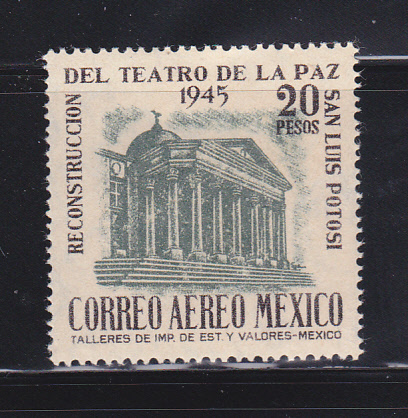 RECONSTRUCCION
DEL TEATRO DE LA PAZ
1945
20
PESOS
SAN LUIS POTOSI
CORREO AEREO MEXICO
TALLERES DE IMP. DE EST. Y VALORES-MEXICO